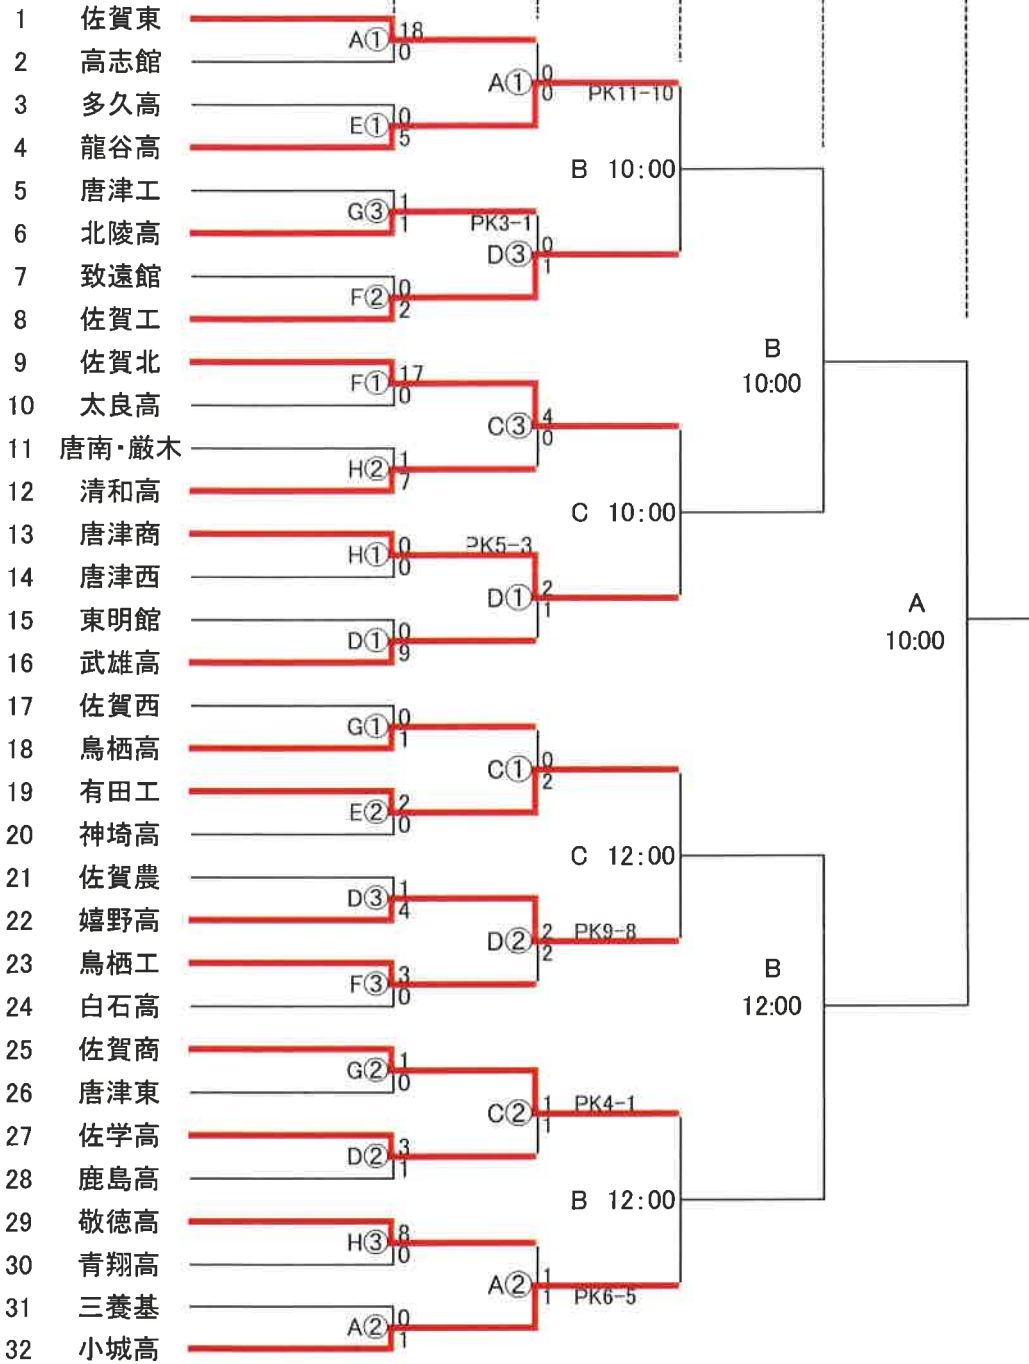 1 佐賀東
A① 18
0
2 高志館
A① 0
0 PK11-10
3 多久高
E① 0
5
4 龍谷高
B 10:00
5 唐津工
G③ 1
1 PK3-1
6 北陵高
D③ 0
1
7 致遠館
F② 0
2
8 佐賀工
B
10:00
9 佐賀北
F① 17
0
10 太良高
C③ 4
0
11 唐南・厳木
H② 1
7
12 清和高
C 10:00
13 唐津商
H① 0
0 PK5-3
14 唐津西
D① 2
1
15 東明館
D① 0
9
16 武雄高
A
10:00
17 佐賀西
G① 0
1
18 鳥栖高
C① 0
2
19 有田工
E② 2
0
20 神埼高
C 12:00
21 佐賀農
D③ 1
4
22 嬉野高
D② 2
2 PK9-8
23 鳥栖工
F③ 3
0
24 白石高
B
12:00
25 佐賀商
G② 1
0
26 唐津東
C② 1
1 PK4-1
27 佐学高
D② 3
1
28 鹿島高
B 12:00
29 敬徳高
H③ 8
0
30 青翔高
A② 1
1 PK6-5
31 三養基
A② 0
1
32 小城高